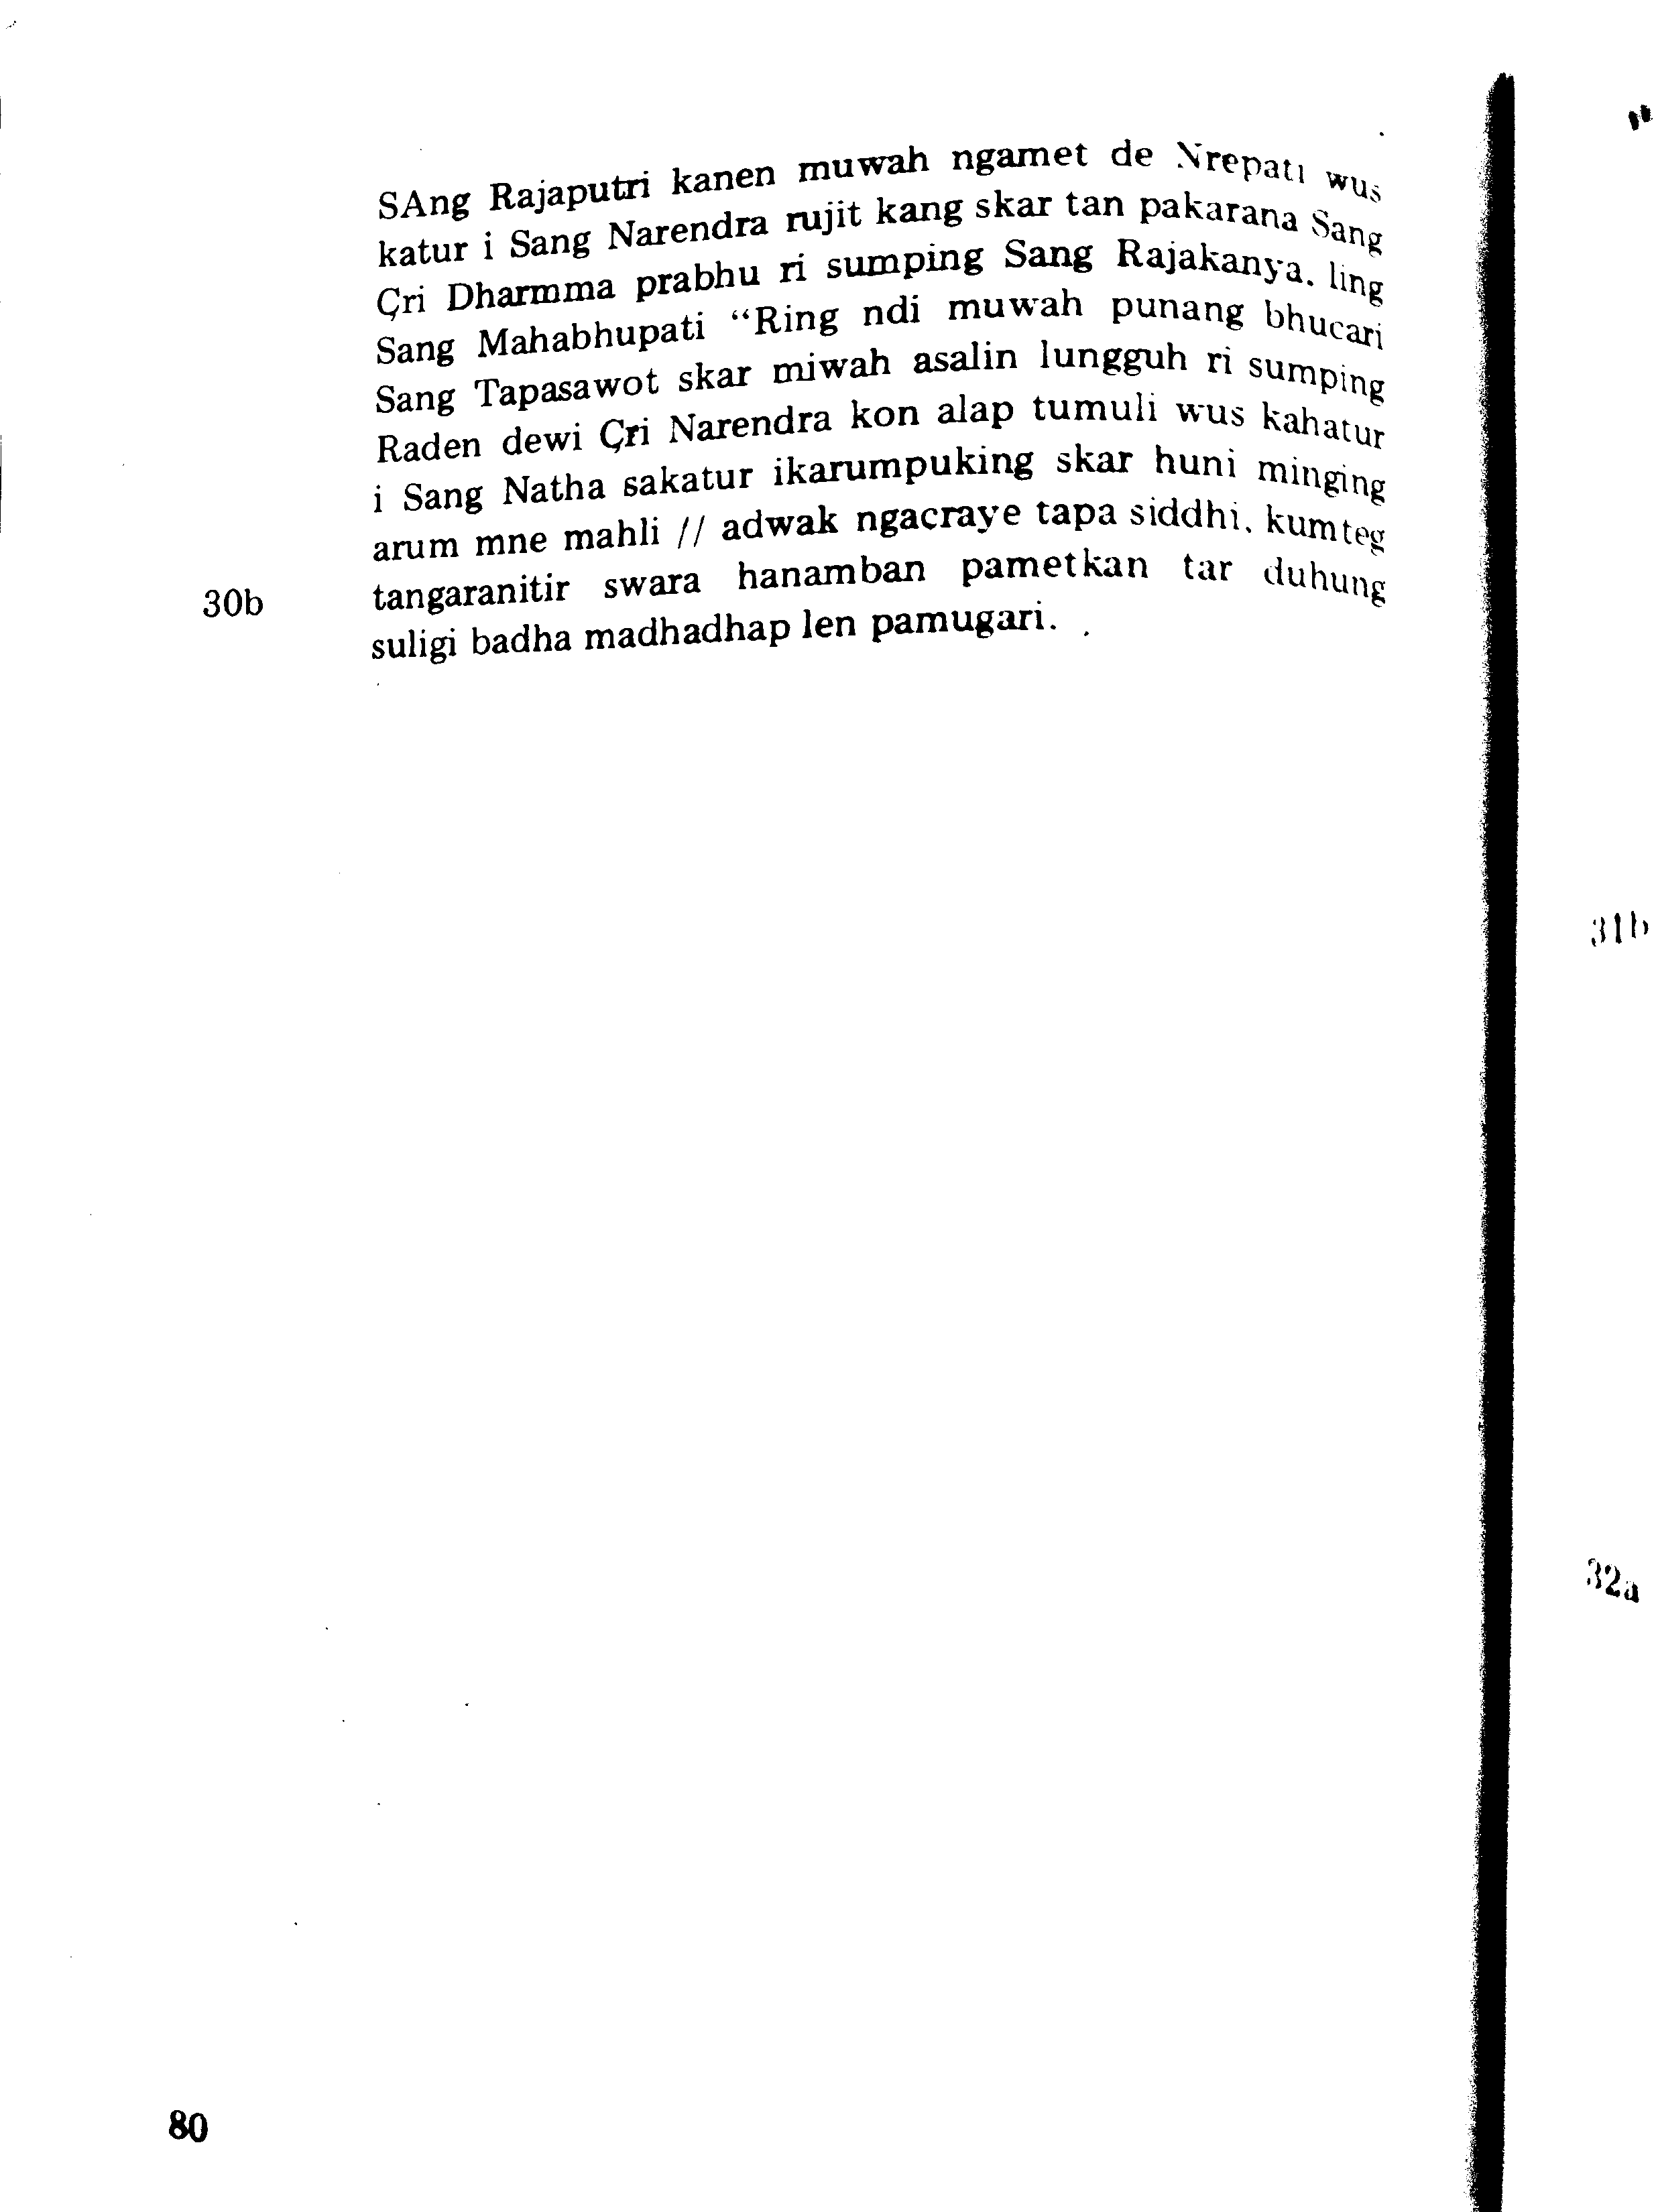 SAng Rajaputri kanen muwah ngamet de Nrepati wus
katur i Sang Narendra rujit kang skar tan pakarana Sang
Çri Dharmma prabhu ri sumping Sang Rajakanya. ling
Sang Mahabhupati “Ring ndi muwah punang bhucari
Sang Tapasawot skar miwah asalin lungguh ri sumping
Raden dewi Çri Narendra kon alap tumuli wus kahatur
i Sang Natha sakatur ikarumpuking skar huni minging
arum mne mahli // adwak ngacraye tapa siddhi. kumteg
30b tangaranitir swara hanamban pametkan tar duhung
suligi badha madhadhap len pamugari.
31b
32a
80